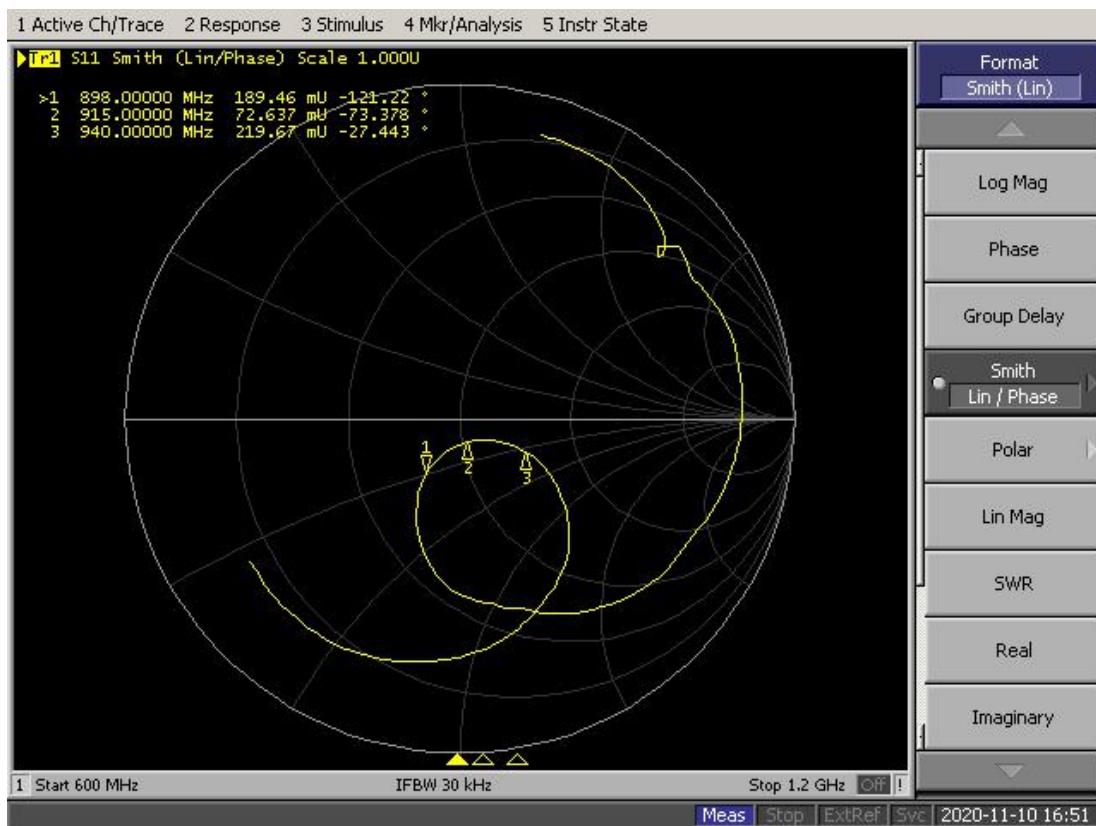 1 Active Ch/Trace 2 Response 3 Stimulus 4 Mkr/Analysis 5 Instr State
Tr1 S11 Smith (Lin/Phase) Scale 1.000U
>1 898.00000 MHz 189.46 mU -121.22 °
2 915.00000 MHz 72.637 mU -73.378 °
3 940.00000 MHz 219.67 mU -27.443 °
1
2
3
1 Start 600 MHz IFBW 30 kHz Stop 1.2 GHz Off !
Format
Smith (Lin)
Log Mag
Phase
Group Delay
Smith
Lin / Phase
Polar
Lin Mag
SWR
Real
Imaginary
Meas Stop ExtRef Svc 2020-11-10 16:51